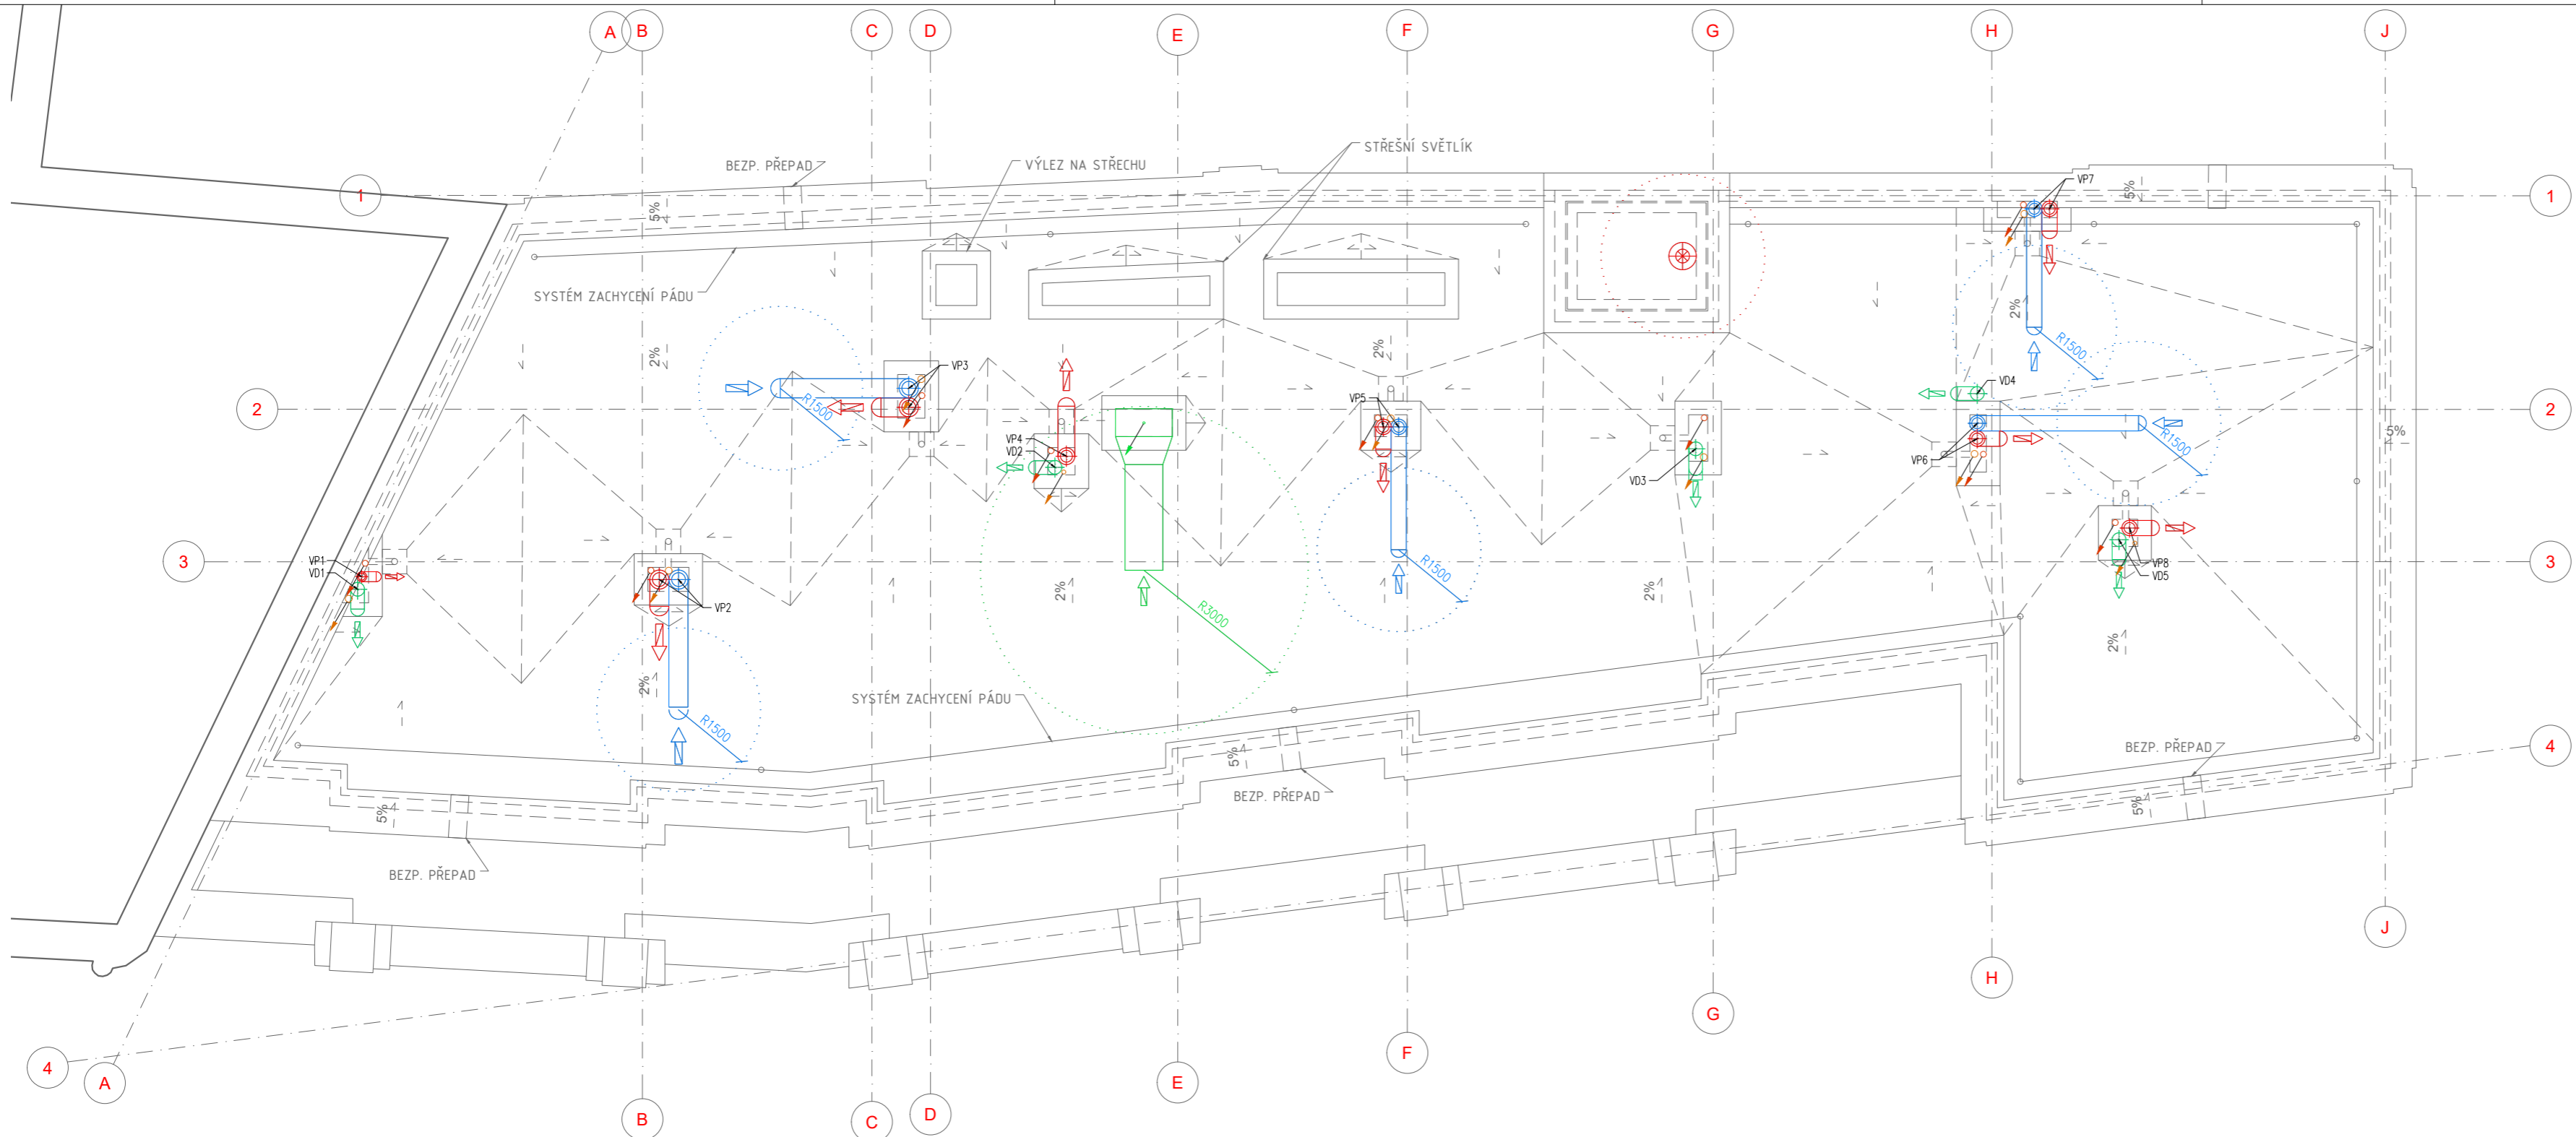 A
B
C
D
E
F
G
H
J
BEZP. PŘEPAD
VÝLEZ NA STŘECHU
STŘEŠNÍ SVĚTLÍK
VP7
1
5%
5%
1
SYSTÉM ZACHYCENÍ PÁDU
2%
2%
2%
R1500
VP3
VD4
R1500
VP5
2
2
5%
VP4
VD2
R1500
VP6
VD3
3
3
VP1
VD1
VP8
VD5
VP2
2%
2%
R1500
R3000
2%
2%
SYSTÉM ZACHYCENÍ PÁDU
R1500
4
BEZP. PŘEPAD
5%
BEZP. PŘEPAD
5%
5%
BEZP. PŘEPAD
J
H
G
F
4
A
E
B
C
D